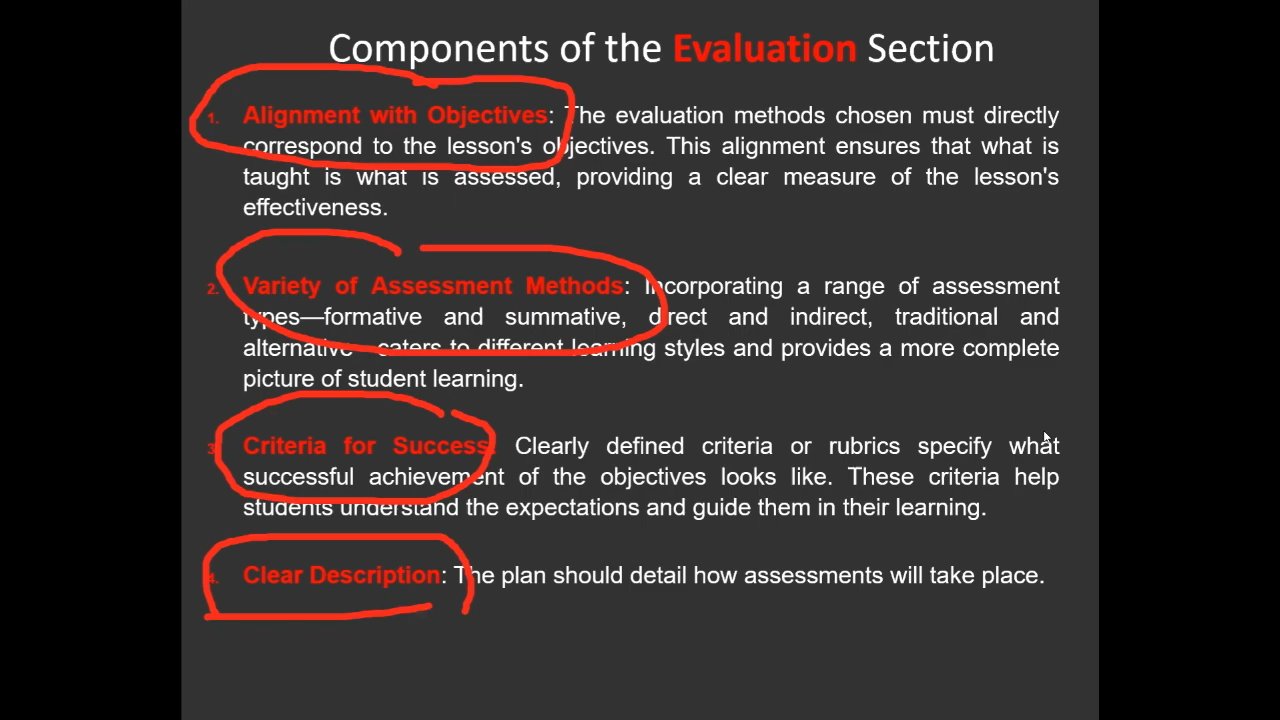 Components of the Evaluation Section
1. Alignment with Objectives: The evaluation methods chosen must directly
correspond to the lesson's objectives. This alignment ensures that what is
taught is what is assessed, providing a clear measure of the lesson's
effectiveness.
2. Variety of Assessment Methods: Incorporating a range of assessment
types—formative and summative, direct and indirect, traditional and
alternative—caters to different learning styles and provides a more complete
picture of student learning.
3. Criteria for Success: Clearly defined criteria or rubrics specify what
successful achievement of the objectives looks like. These criteria help
students understand the expectations and guide them in their learning.
4. Clear Description: The plan should detail how assessments will take place.